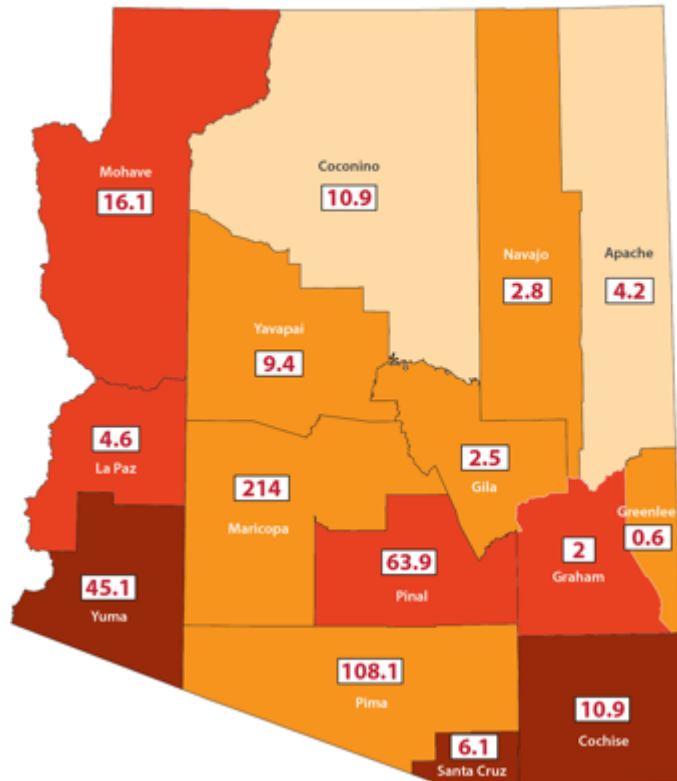 Mohave
16.1
Coconino
10.9
Navajo
2.8
Apache
4.2
Yavapai
9.4
4.6
La Paz
214
Maricopa
2.5
Gila
Greenlee
0.6
45.1
Yuma
63.9
Pinal
2
Graham
108.1
Pima
6.1
Santa Cruz
10.9
Cochise